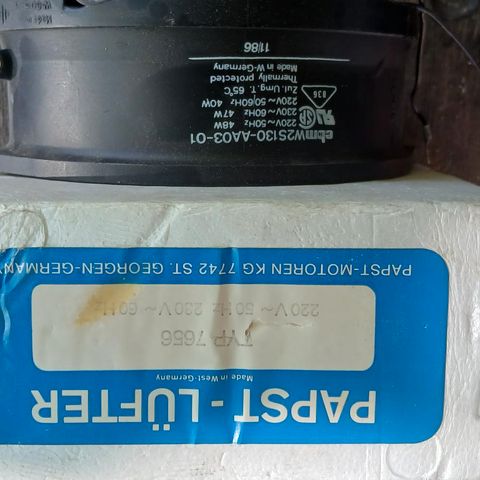 PAPST - LÜFTER
Made in West-Germany
TYP 7656
220 V ~ 50 Hz 230 V ~ 60 Hz
PAPST-MOTOREN KG 7742 ST. GEORGEN-GERMANY
ebmW2S130-AA03-01
220V~ 50Hz 48W
230V~ 60Hz 47W
220V~ 50/60Hz 40W
Zul. Umg. T. 65°C
Thermally protected
Made in W-Germany
11/86
836